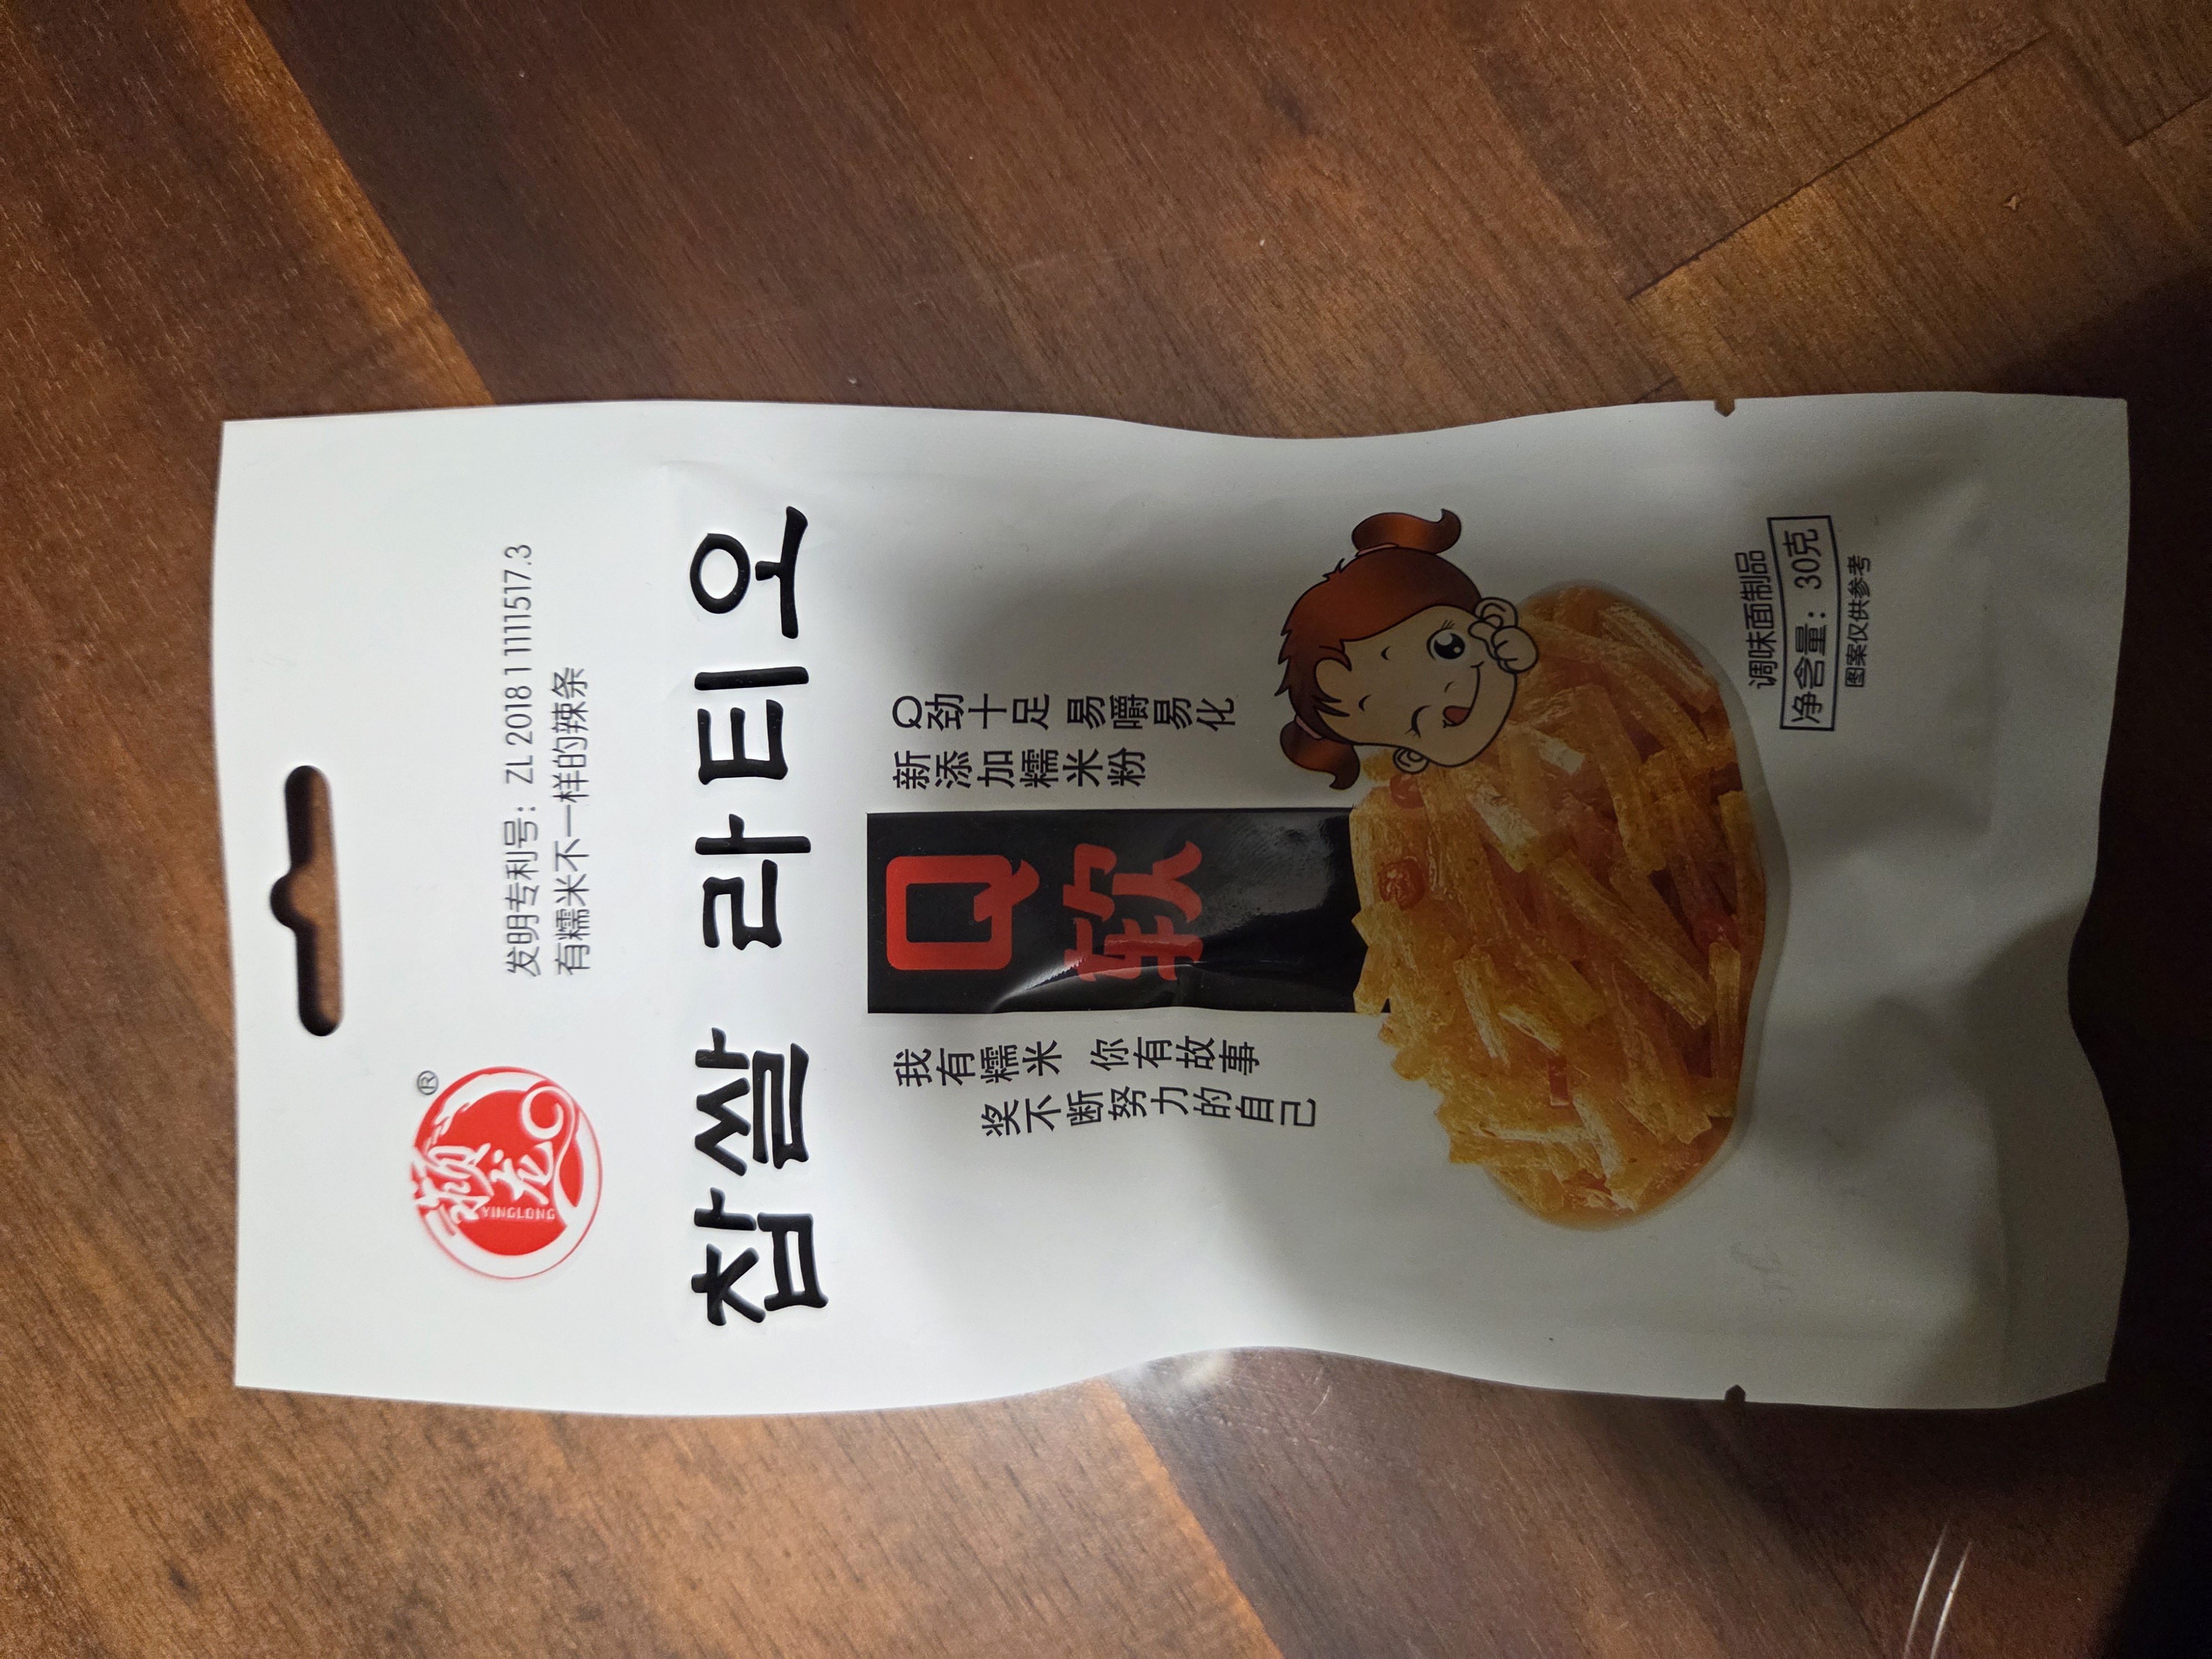 颖龙
YINGLONG
®
发明专利号：ZL 2018 1 1111517.3
有糯米不一样的辣条
찹쌀 라티오
我有糯米 你有故事
奖不断努力的自己
Q软
新添加糯米粉
Q劲十足 易嚼易化
调味面制品
净含量：30克
图案仅供参考